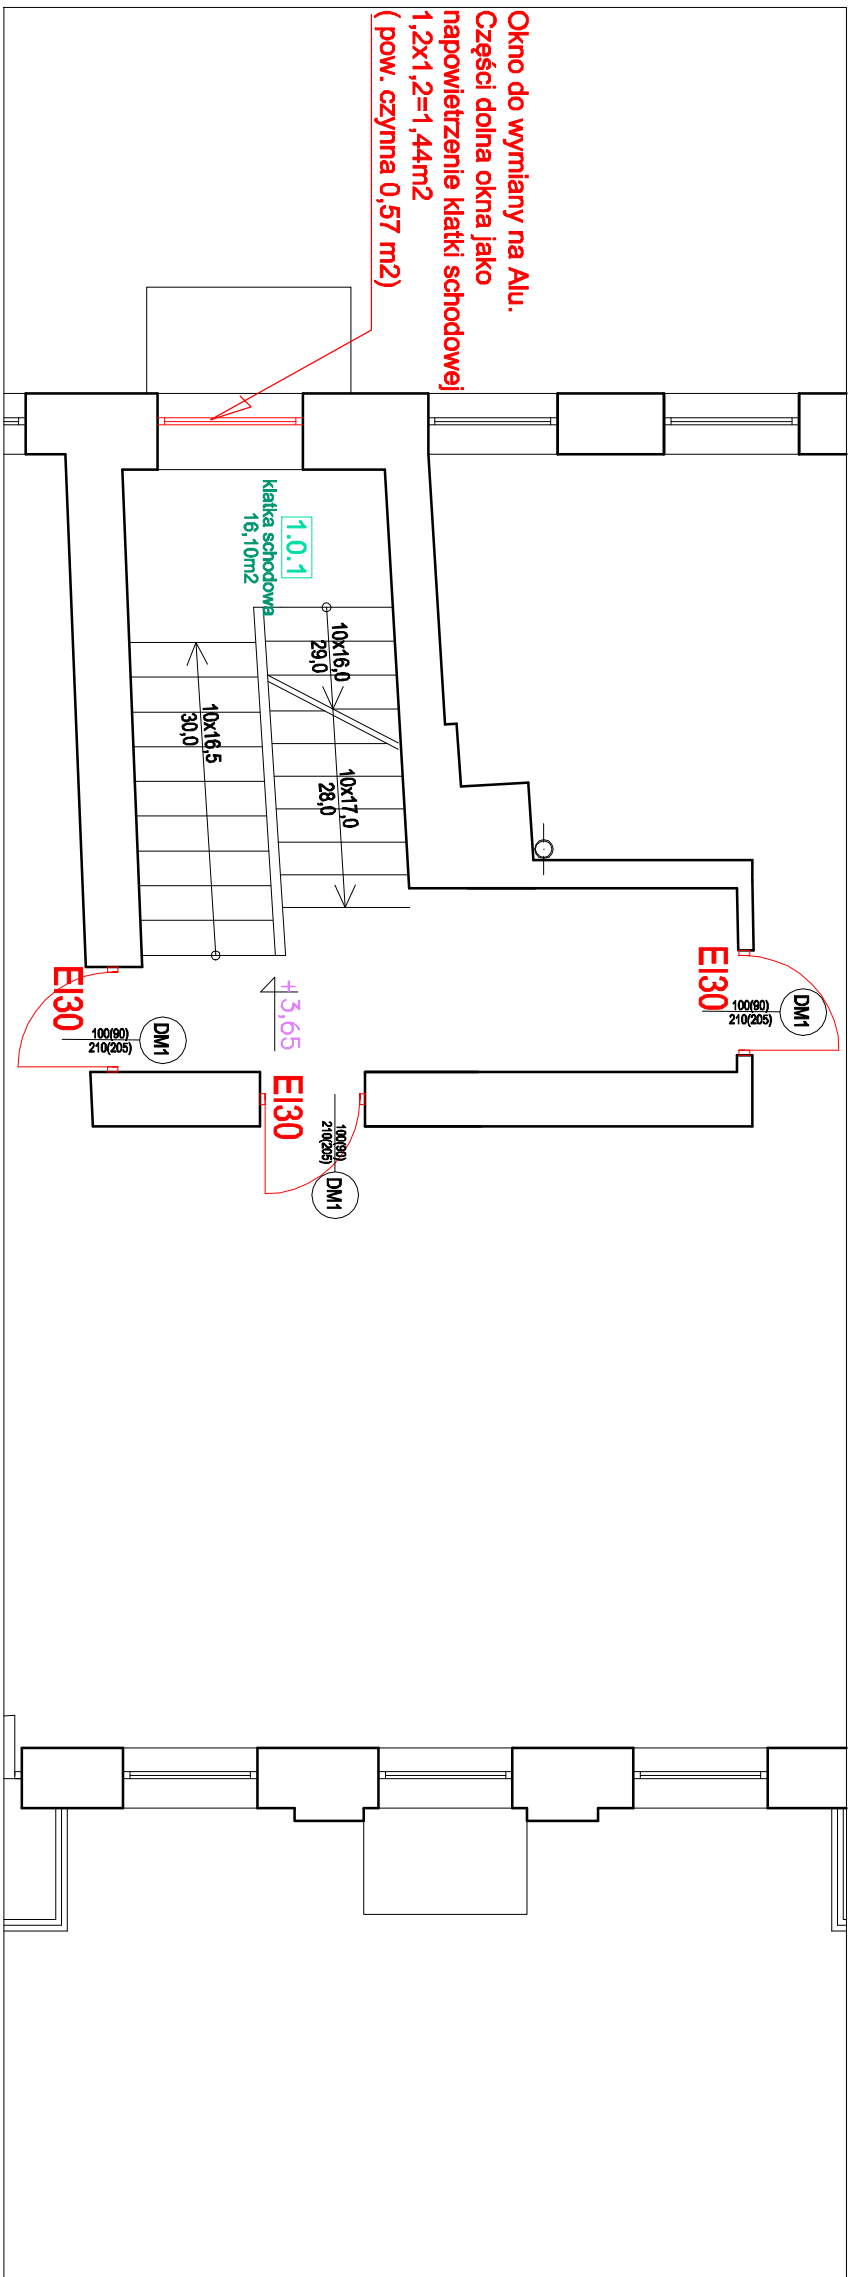 Okno do wymiany na Alu.
Części dolna okna jako
napowietrzenie klatki schodowej
1,2x1,2=1,44m2
( pow. czynna 0,57 m2)
1.0.1
klatka schodowa
16,10m2
10x16,0
29,0
10x17,0
28,0
10x16,5
30,0
+3,65
EI30
100(90)
210(205)
DM1
EI30
100(90)
210(205)
DM1
EI30
100(90)
210(205)
DM1